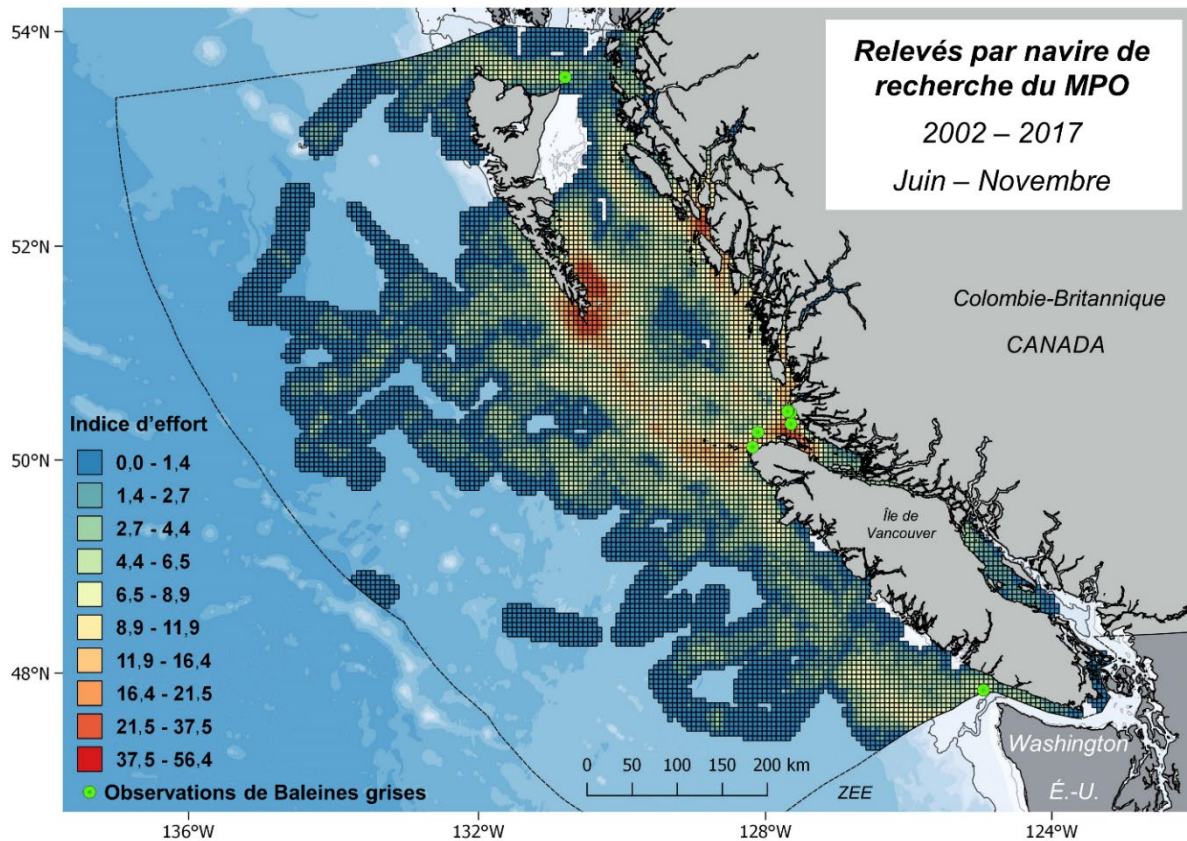 Relevés par navire de
recherche du MPO
2002 – 2017
Juin – Novembre
54°N
52°N
50°N
48°N
Colombie-Britannique
CANADA
Île de
Vancouver
Indice d’effort
0,0 - 1,4
1,4 - 2,7
2,7 - 4,4
4,4 - 6,5
6,5 - 8,9
8,9 - 11,9
11,9 - 16,4
16,4 - 21,5
21,5 - 37,5
37,5 - 56,4
Observations de Baleines grises
0 50 100 150 200 km
ZEE
Washington
É.-U.
136°W 132°W 128°W 124°W